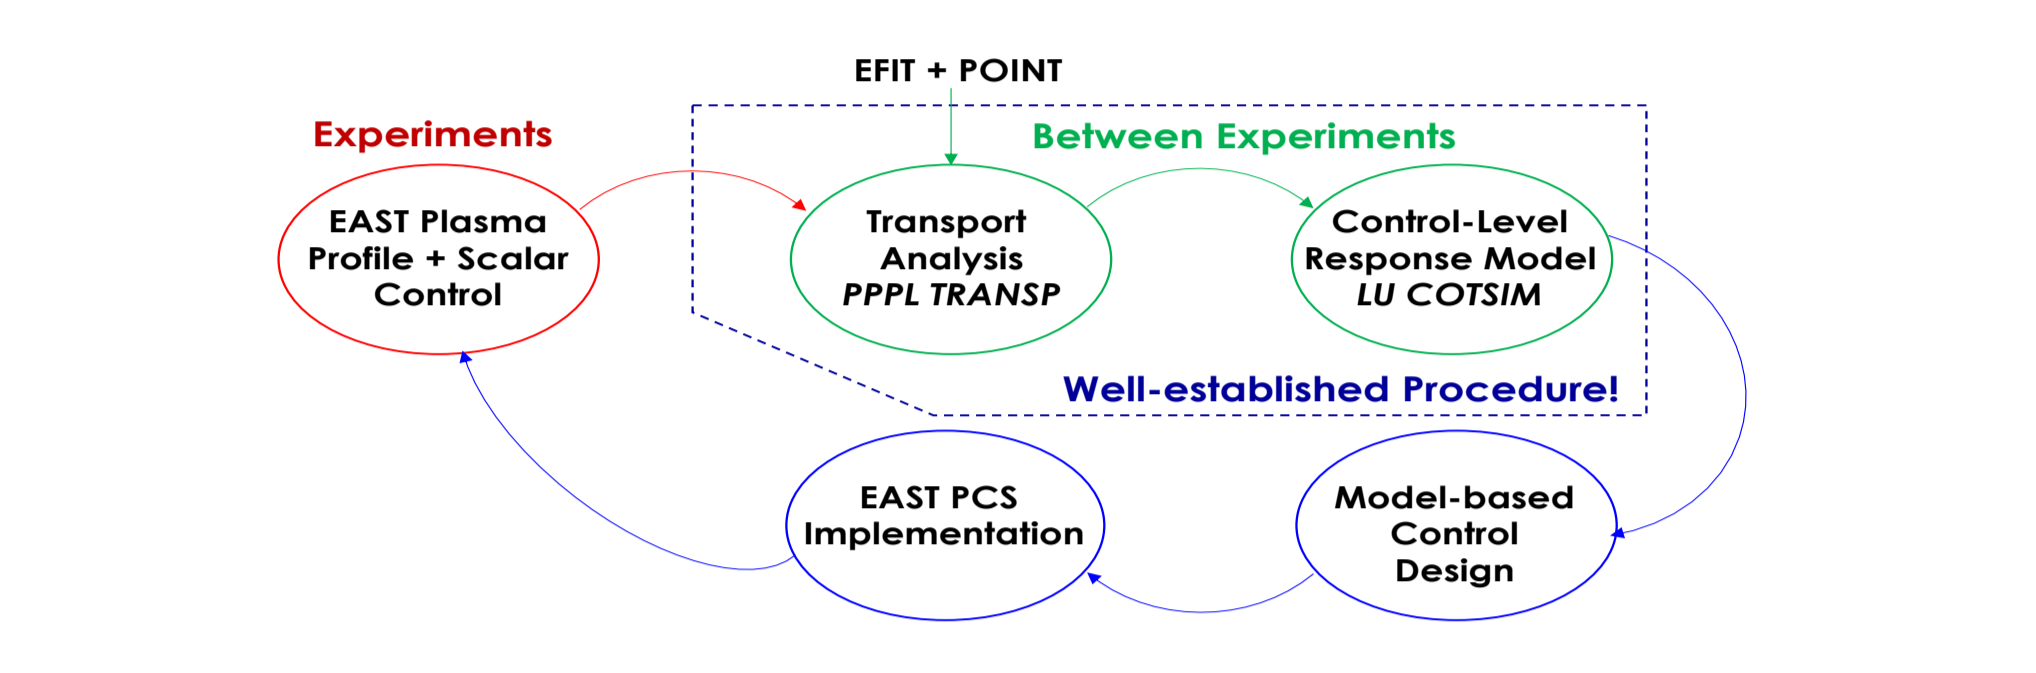 EFIT + POINT
Experiments
Between Experiments
EAST Plasma
Profile + Scalar
Control
Transport
Analysis
PPPL TRANSP
Control-Level
Response Model
LU COTSIM
Well-established Procedure!
EAST PCS
Implementation
Model-based
Control
Design